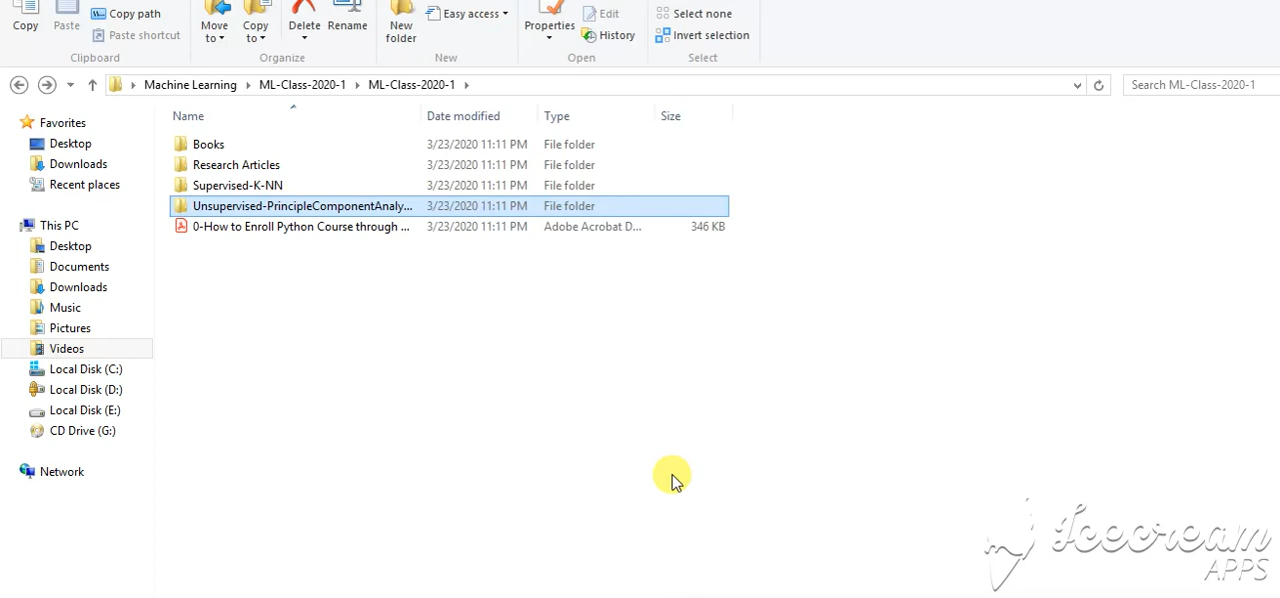 Copy
Paste
Copy path
Paste shortcut
Clipboard
Move to
Copy to
Delete
Rename
Organize
New folder
Easy access
New
Properties
Edit
History
Open
Select none
Invert selection
Select
Machine Learning > ML-Class-2020-1 > ML-Class-2020-1 >
Search ML-Class-2020-1
Name Date modified Type Size
Books 3/23/2020 11:11 PM File folder
Research Articles 3/23/2020 11:11 PM File folder
Supervised-K-NN 3/23/2020 11:11 PM File folder
Unsupervised-PrincipleComponentAnaly... 3/23/2020 11:11 PM File folder
0-How to Enroll Python Course through ... 3/23/2020 11:11 PM Adobe Acrobat D... 346 KB
Favorites
Desktop
Downloads
Recent places
This PC
Desktop
Documents
Downloads
Music
Pictures
Videos
Local Disk (C:)
Local Disk (D:)
Local Disk (E:)
CD Drive (G:)
Network
Icecream
APPS